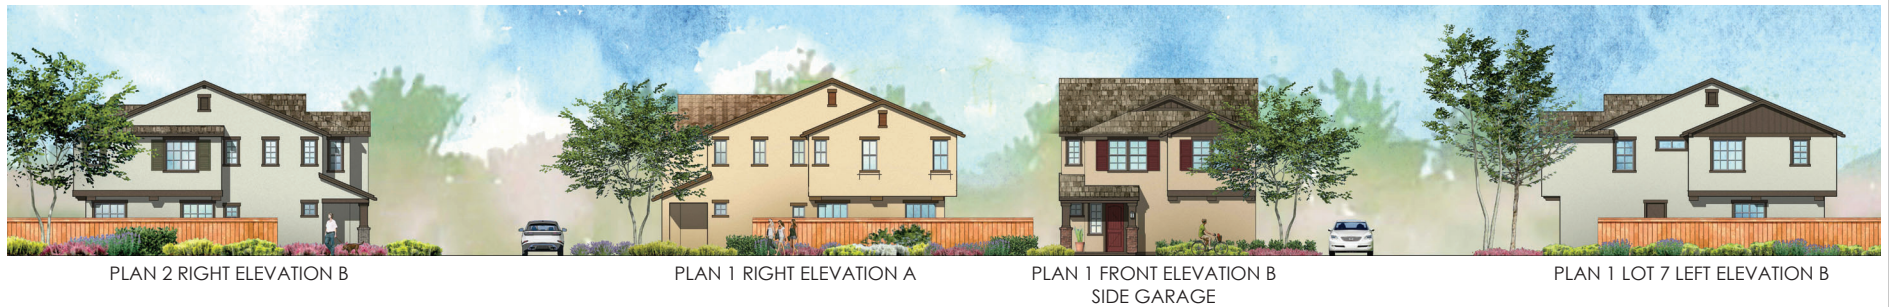 PLAN 2 RIGHT ELEVATION B
PLAN 1 RIGHT ELEVATION A
PLAN 1 FRONT ELEVATION B
SIDE GARAGE
PLAN 1 LOT 7 LEFT ELEVATION B